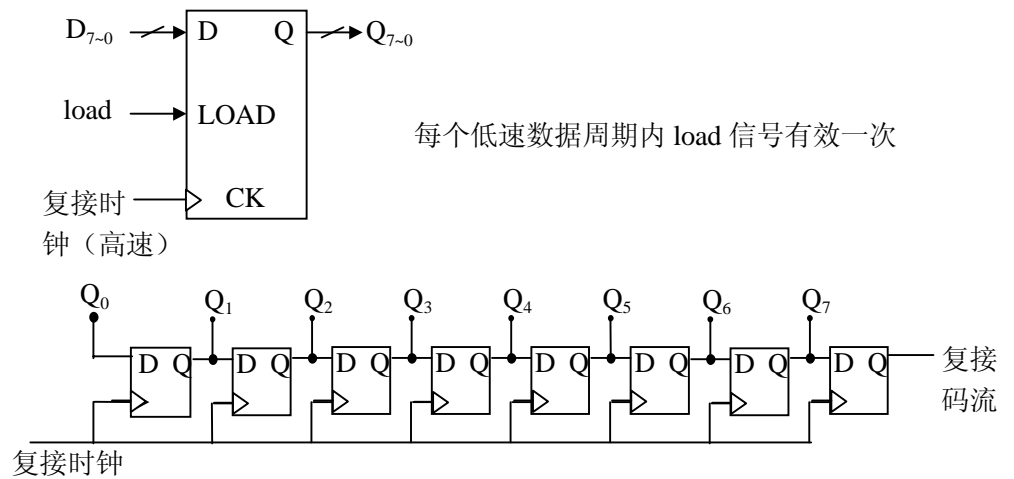 D7~0 D Q Q7~0
load LOAD
每个低速数据周期内 load 信号有效一次
复接时 CK
钟（高速）
Q0 Q1 Q2 Q3 Q4 Q5 Q6 Q7
D Q D Q D Q D Q D Q D Q D Q D Q
复接
码流
复接时钟